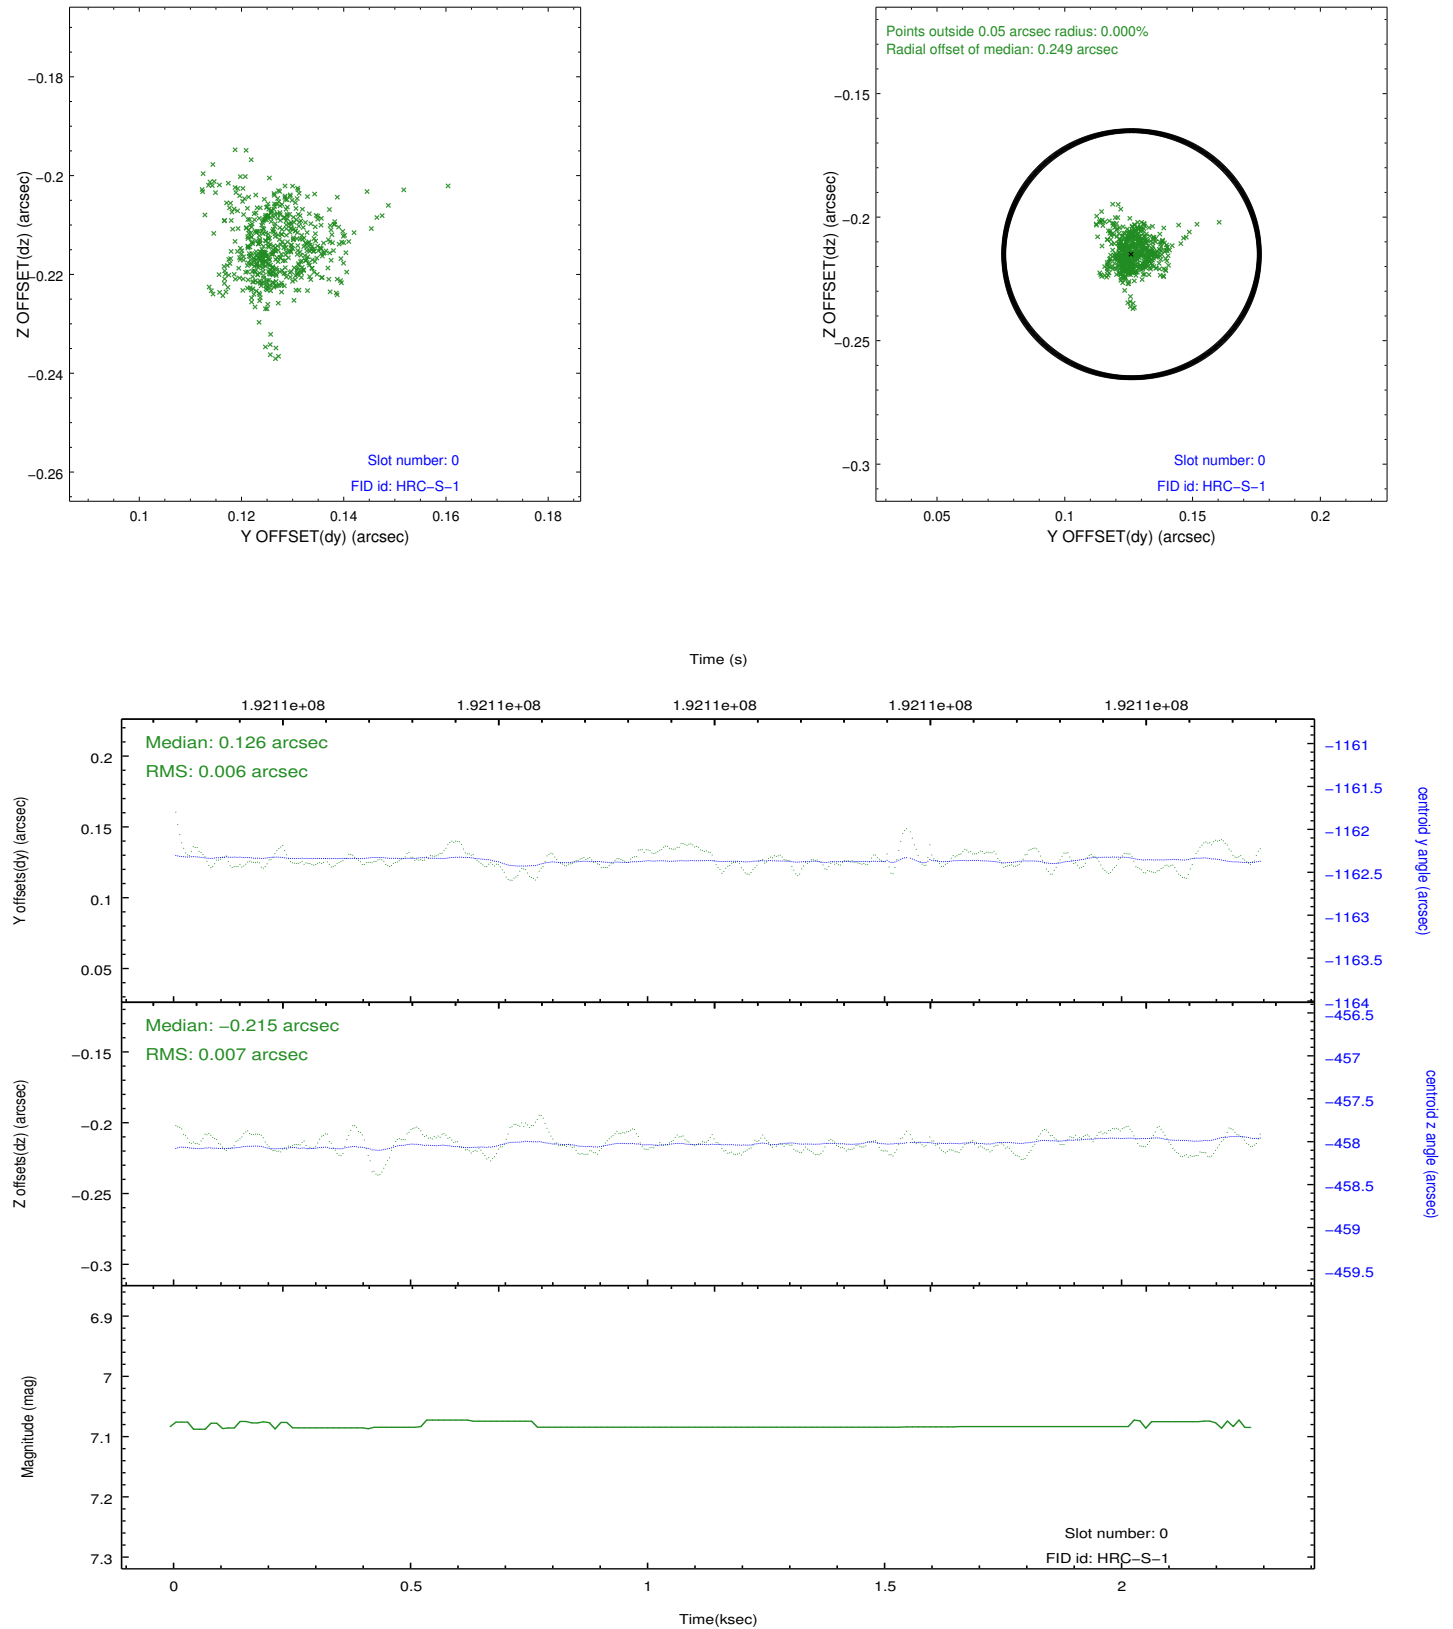 −0.18
−0.2
−0.22
−0.24
−0.26
Z OFFSET(dz) (arcsec)
Slot number: 0
FID id: HRC−S−1
0.1
0.12
0.14
0.16
0.18
Y OFFSET(dy) (arcsec)
Points outside 0.05 arcsec radius: 0.000%
Radial offset of median: 0.249 arcsec
−0.15
−0.2
−0.25
−0.3
Z OFFSET(dz) (arcsec)
Slot number: 0
FID id: HRC−S−1
0.05
0.1
0.15
0.2
Y OFFSET(dy) (arcsec)
Time (s)
1.9211e+08
1.9211e+08
1.9211e+08
1.9211e+08
1.9211e+08
Median: 0.126 arcsec
RMS: 0.006 arcsec
0.2
0.15
0.1
0.05
Y offsets(dy) (arcsec)
−1161
−1161.5
−1162
−1162.5
−1163
−1163.5
−1164
centroid y angle (arcsec)
Median: −0.215 arcsec
RMS: 0.007 arcsec
−0.15
−0.2
−0.25
−0.3
Z offsets(dz) (arcsec)
−456.5
−457
−457.5
−458
−458.5
−459
−459.5
centroid z angle (arcsec)
6.9
7
7.1
7.2
7.3
Magnitude (mag)
Slot number: 0
FID id: HRC−S−1
0
0.5
1
1.5
2
Time(ksec)